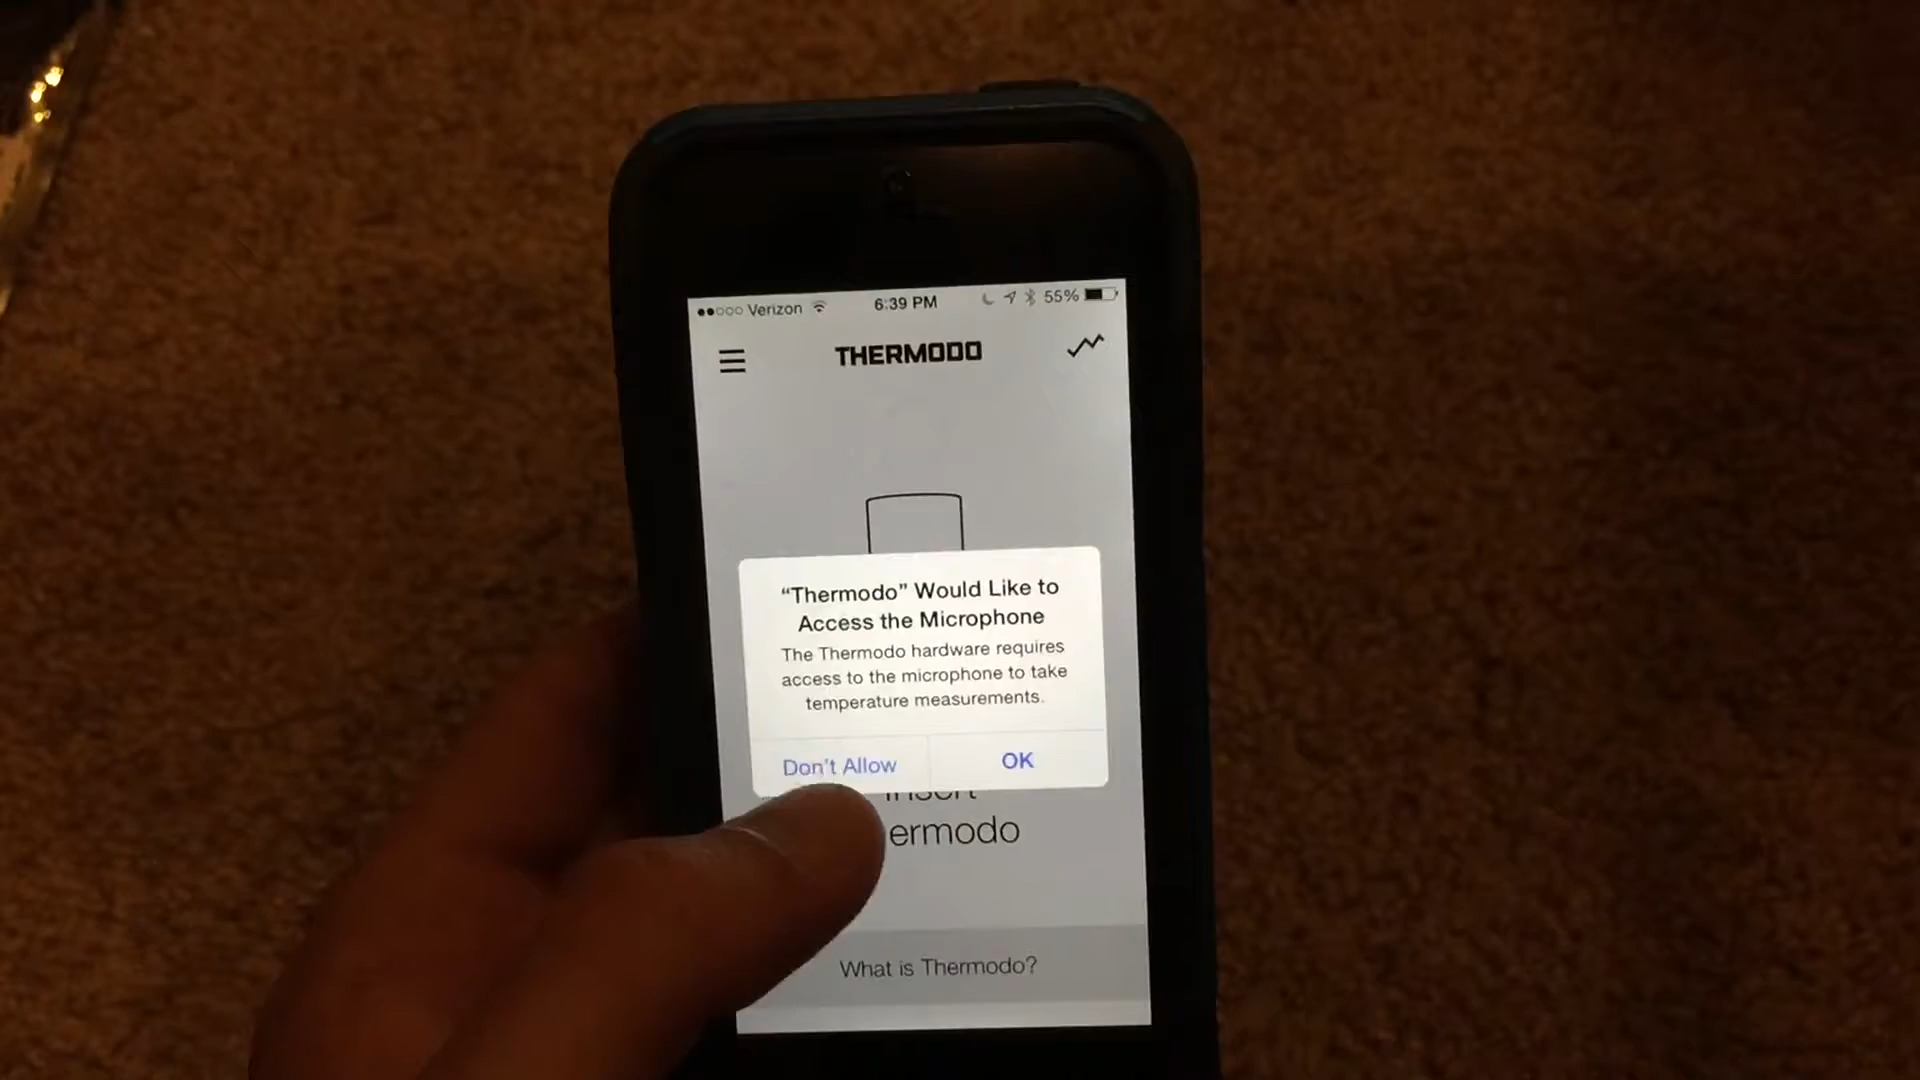 Verizon 6:39 PM 55%
THERMODO
“Thermodo” Would Like to
Access the Microphone
The Thermodo hardware requires
access to the microphone to take
temperature measurements.
Don't Allow OK
Insert
ermodo
What is Thermodo?